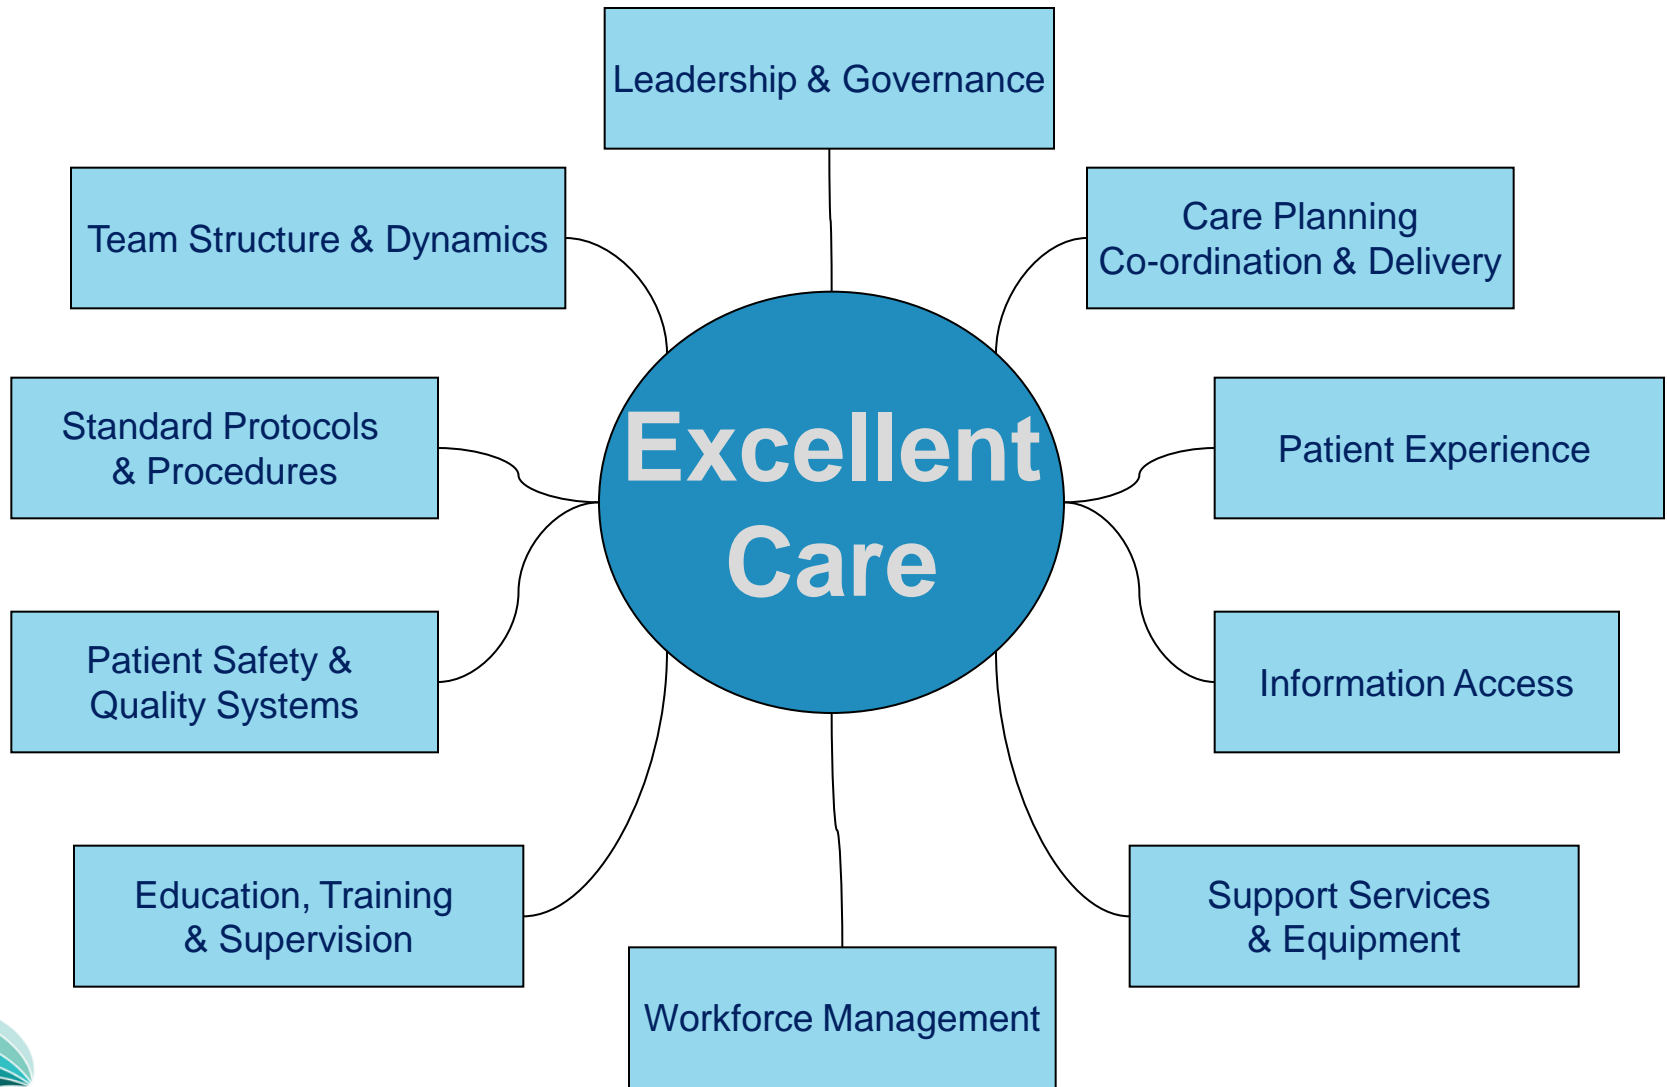 Leadership & Governance
Team Structure & Dynamics
Care Planning
Co-ordination & Delivery
Standard Protocols
& Procedures
Excellent
Care
Patient Experience
Patient Safety &
Quality Systems
Information Access
Education, Training
& Supervision
Support Services
& Equipment
Workforce Management